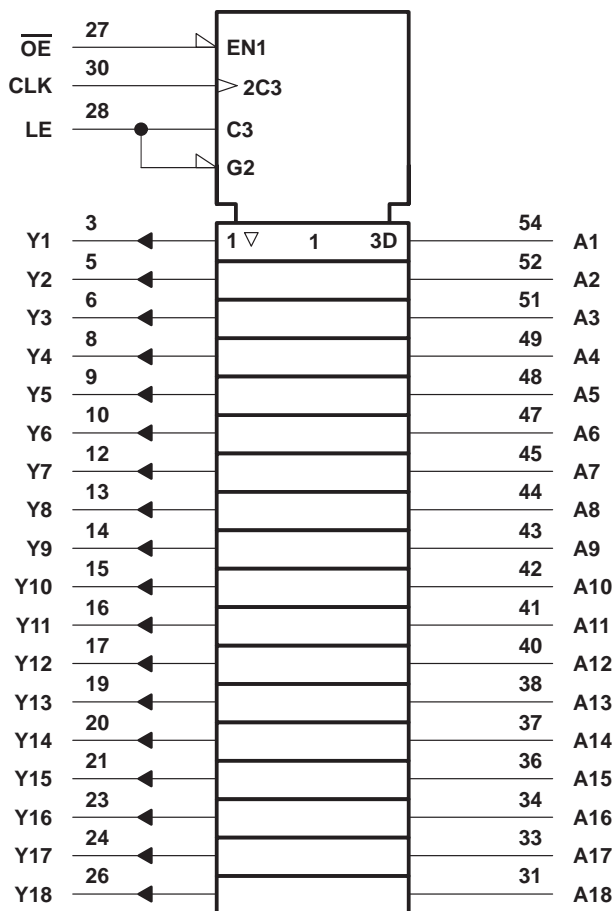 OE 27 EN1
CLK 30 2C3
LE 28 C3
G2
Y1 3 1 ▽ 1 3D 54 A1
Y2 5 52 A2
Y3 6 51 A3
Y4 8 49 A4
Y5 9 48 A5
Y6 10 47 A6
Y7 12 45 A7
Y8 13 44 A8
Y9 14 43 A9
Y10 15 42 A10
Y11 16 41 A11
Y12 17 40 A12
Y13 19 38 A13
Y14 20 37 A14
Y15 21 36 A15
Y16 23 34 A16
Y17 24 33 A17
Y18 26 31 A18